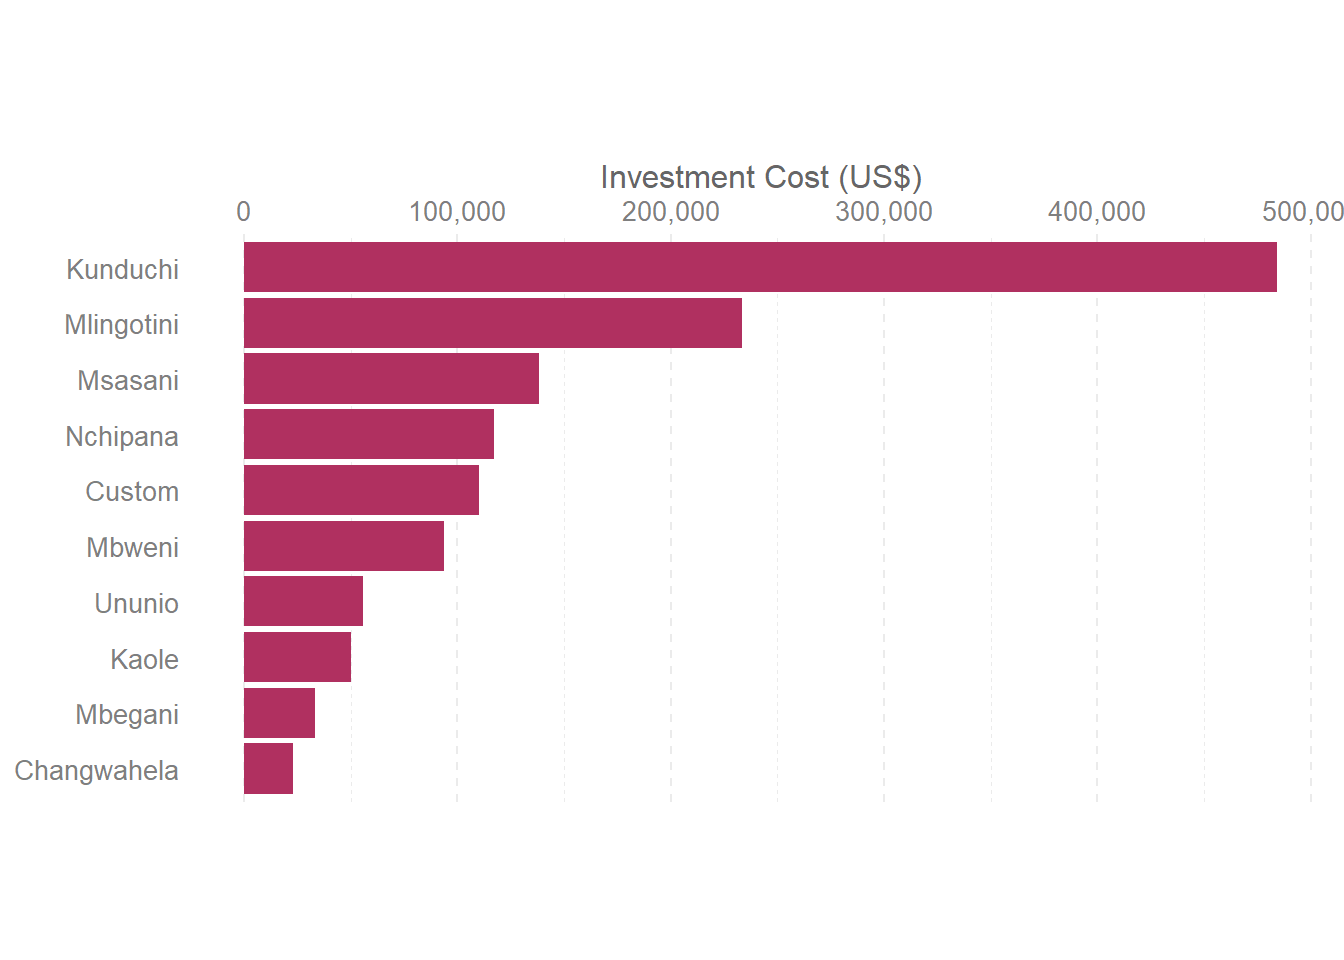 Investment Cost (US$)
0 100,000 200,000 300,000 400,000 500,00
Kunduchi
Mlingotini
Msasani
Nchipana
Custom
Mbweni
Ununio
Kaole
Mbegani
Changwahela